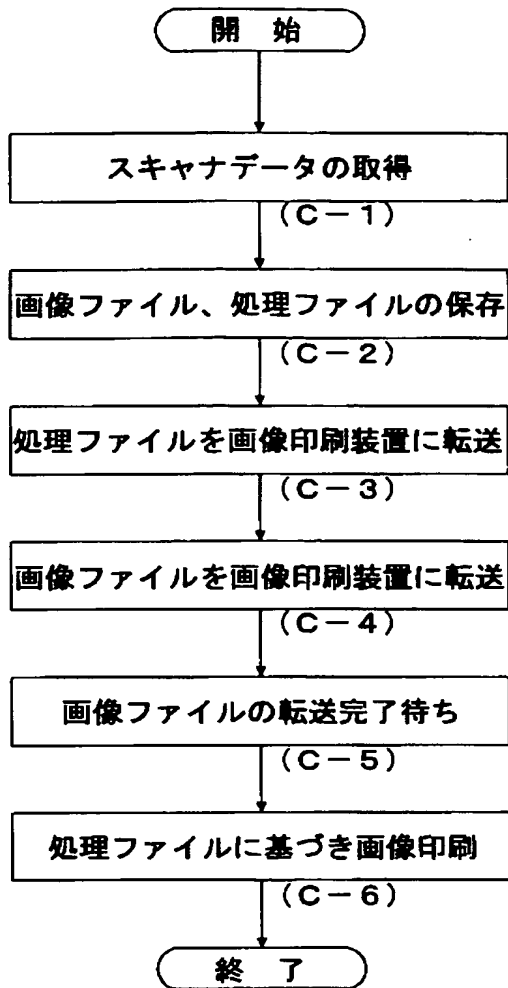 開 始
スキャナデータの取得
(C-1)
画像ファイル、処理ファイルの保存
(C-2)
処理ファイルを画像印刷装置に転送
(C-3)
画像ファイルを画像印刷装置に転送
(C-4)
画像ファイルの転送完了待ち
(C-5)
処理ファイルに基づき画像印刷
(C-6)
終 了